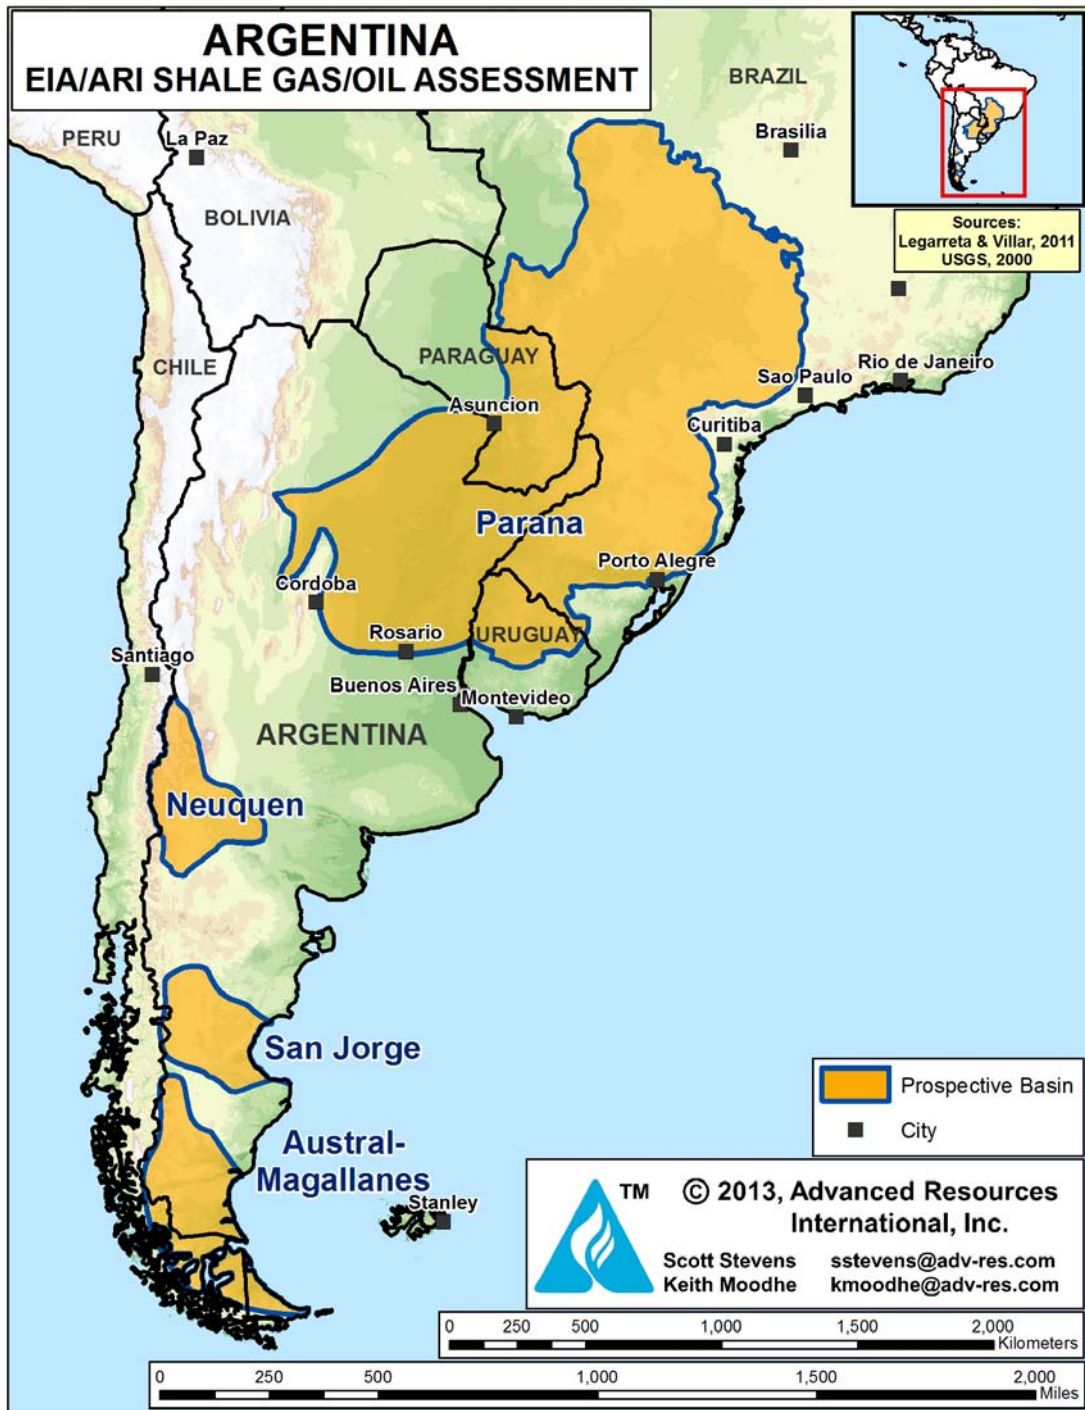 ARGENTINA
EIA/ARI SHALE GAS/OIL ASSESSMENT
BRAZIL
Brasilia
PERU
La Paz
BOLIVIA
Sources:
Legarreta & Villar, 2011
USGS, 2000
CHILE
PARAGUAY
Asuncion
Sao Paulo
Rio de Janeiro
Curitiba
Parana
Porto Alegre
Cordoba
Rosario
URUGUAY
Santiago
Buenos Aires
Montevideo
ARGENTINA
Neuquen
San Jorge
Austral-
Magallanes
Stanley
Prospective Basin
City
TM
© 2013, Advanced Resources
International, Inc.
Scott Stevens sstevens@adv-res.com
Keith Moodhe kmoodhe@adv-res.com
0 250 500 1,000 1,500 2,000
Kilometers
0 250 500 1,000 1,500 2,000
Miles